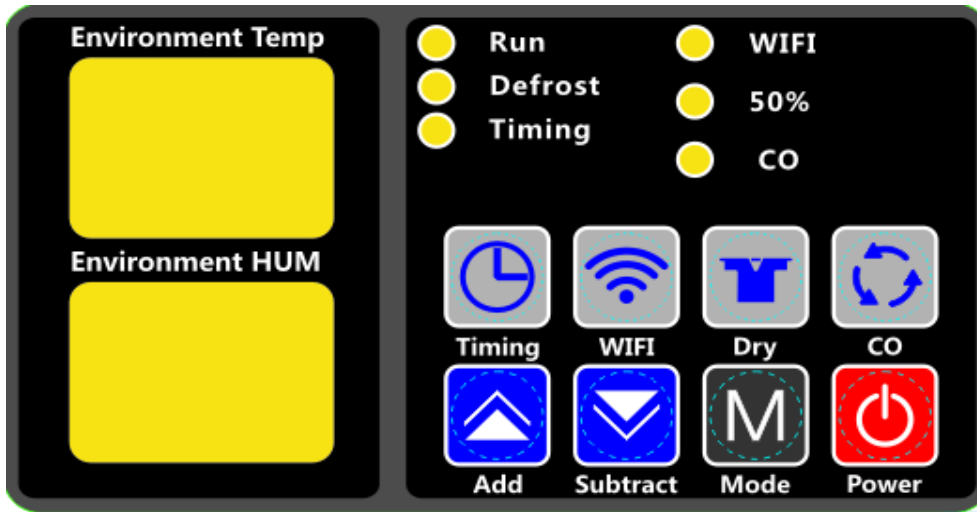 Environment Temp
Environment HUM
Run
Defrost
Timing
WIFI
50%
CO
Timing WIFI Dry CO
M
Add Subtract Mode Power